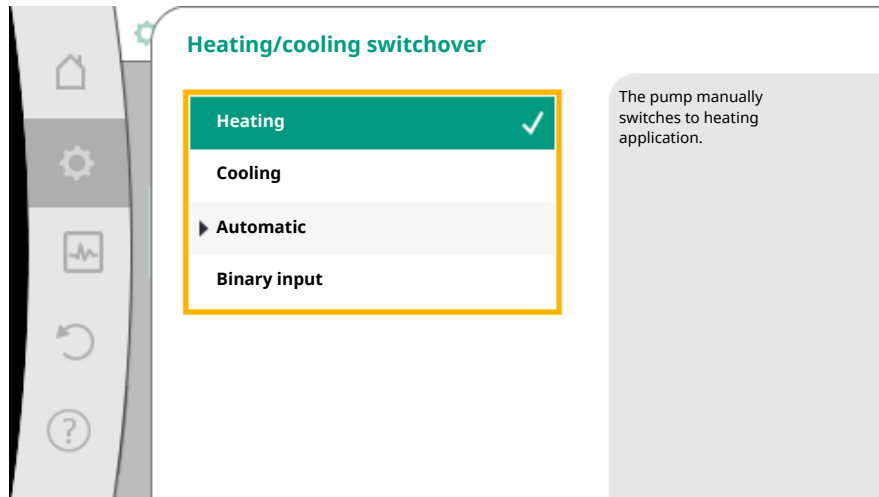 Heating/cooling switchover
Heating
Cooling
Automatic
Binary input
The pump manually
switches to heating
application.
?